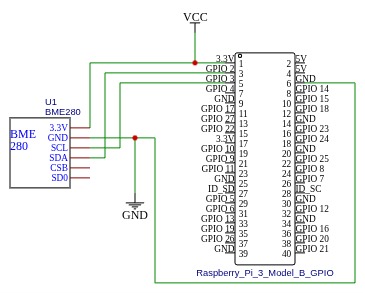 VCC
U1
BME280
BME
280
3.3V
GND
SCL
SDA
CSB
SD0
GND
3.3V 1 2 5V
GPIO 2 3 4 5V
GPIO 3 5 6 GND
GPIO 4 7 8 GPIO 14
GND 9 10 GPIO 15
GPIO 17 11 12 GPIO 18
GPIO 27 13 14 GND
GPIO 22 15 16 GPIO 23
3.3V 17 18 GPIO 24
GPIO 10 19 20 GND
GPIO 9 21 22 GPIO 25
GPIO 11 23 24 GPIO 8
GND 25 26 GPIO 7
ID_SD 27 28 ID_SC
GPIO 5 29 30 GND
GPIO 6 31 32 GPIO 12
GPIO 13 33 34 GND
GPIO 19 35 36 GPIO 16
GPIO 26 37 38 GPIO 20
GND 39 40 GPIO 21
Raspberry_Pi_3_Model_B_GPIO